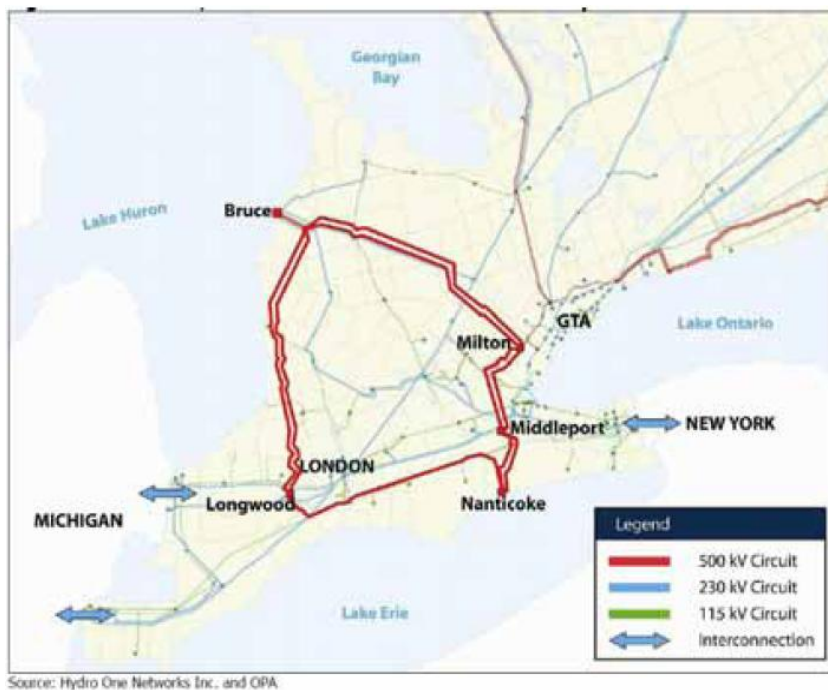 Georgian
Bay
Lake Huron
Bruce
GTA
Milton
Lake Ontario
Middleport
NEW YORK
LONDON
Longwood
Nanticoke
MICHIGAN
Lake Erie
Legend
500 kV Circuit
230 kV Circuit
115 kV Circuit
Interconnection
Source: Hydro One Networks Inc. and OPA